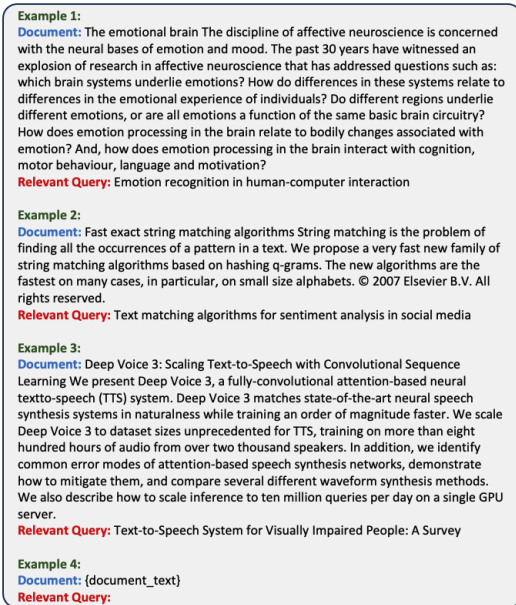 Example 1:
Document: The emotional brain The discipline of affective neuroscience is concerned
with the neural bases of emotion and mood. The past 30 years have witnessed an
explosion of research in affective neuroscience that has addressed questions such as:
which brain systems underlie emotions? How do differences in these systems relate to
differences in the emotional experience of individuals? Do different regions underlie
different emotions, or are all emotions a function of the same basic brain circuitry?
How does emotion processing in the brain relate to bodily changes associated with
emotion? And, how does emotion processing in the brain interact with cognition,
motor behaviour, language and motivation?
Relevant Query: Emotion recognition in human-computer interaction
Example 2:
Document: Fast exact string matching algorithms String matching is the problem of
finding all the occurrences of a pattern in a text. We propose a very fast new family of
string matching algorithms based on hashing q-grams. The new algorithms are the
fastest on many cases, in particular, on small size alphabets. © 2007 Elsevier B.V. All
rights reserved.
Relevant Query: Text matching algorithms for sentiment analysis in social media
Example 3:
Document: Deep Voice 3: Scaling Text-to-Speech with Convolutional Sequence
Learning We present Deep Voice 3, a fully-convolutional attention-based neural
textto-speech (TTS) system. Deep Voice 3 matches state-of-the-art neural speech
synthesis systems in naturalness while training an order of magnitude faster. We scale
Deep Voice 3 to dataset sizes unprecedented for TTS, training on more than eight
hundred hours of audio from over two thousand speakers. In addition, we identify
common error modes of attention-based speech synthesis networks, demonstrate
how to mitigate them, and compare several different waveform synthesis methods.
We also describe how to scale inference to ten million queries per day on a single GPU
server.
Relevant Query: Text-to-Speech System for Visually Impaired People: A Survey
Example 4:
Document: {document_text}
Relevant Query: